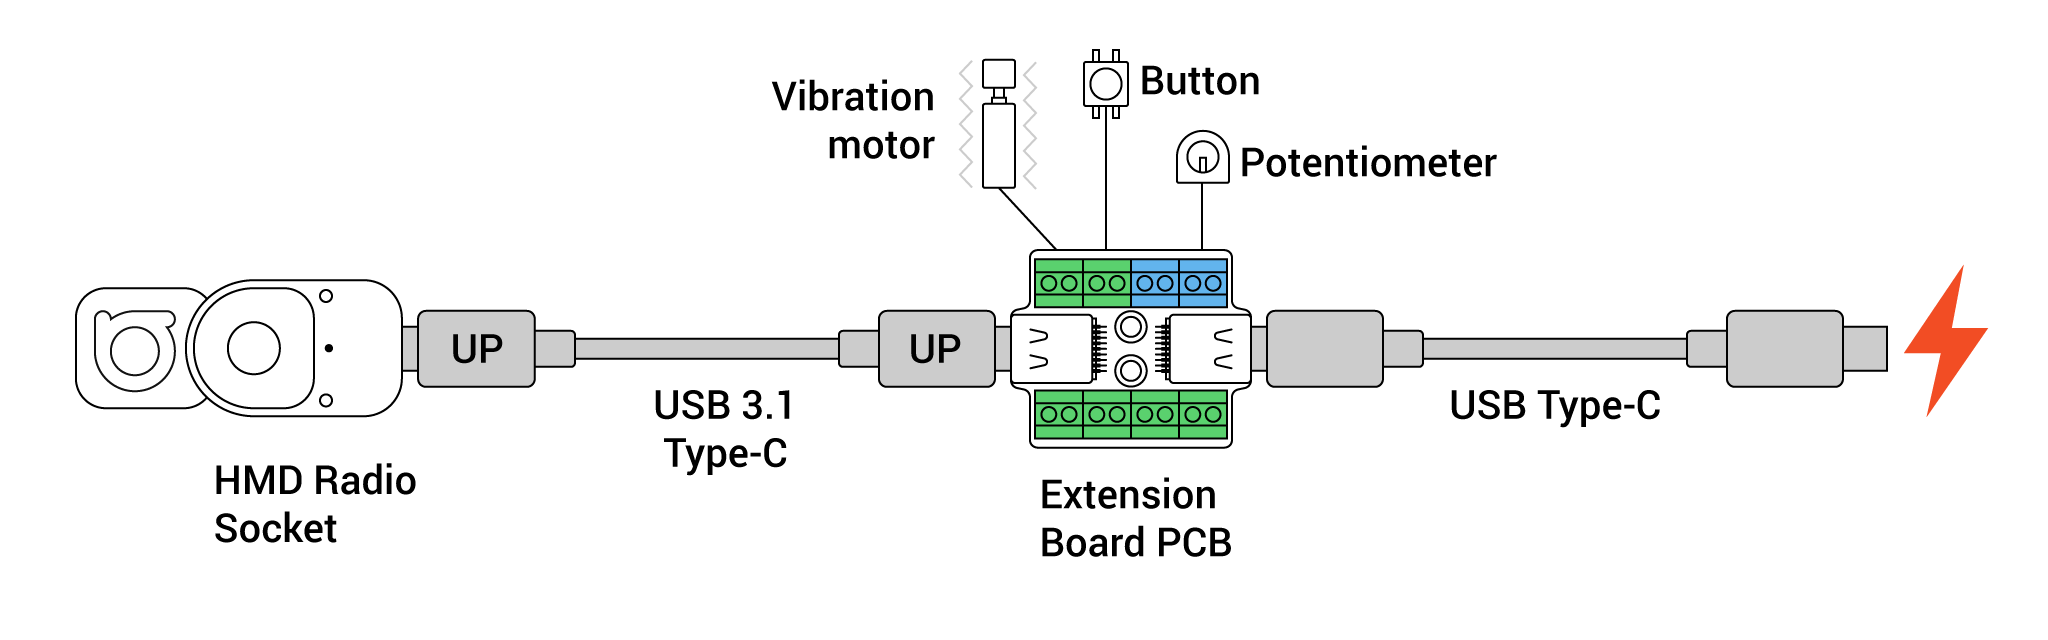 Vibration
motor
Button
Potentiometer
UP
UP
USB 3.1
Type-C
USB Type-C
HMD Radio
Socket
Extension
Board PCB